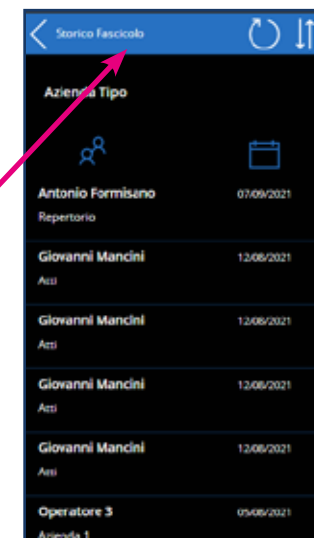 Storico Fascicolo
Azienda Tipo
Antonio Formisano 07/09/2021
Repertorio
Giovanni Mancini 12/08/2021
Atti
Giovanni Mancini 12/08/2021
Atti
Giovanni Mancini 12/08/2021
Atti
Giovanni Mancini 12/08/2021
Atti
Operatore 3 05/08/2021
Azienda 1